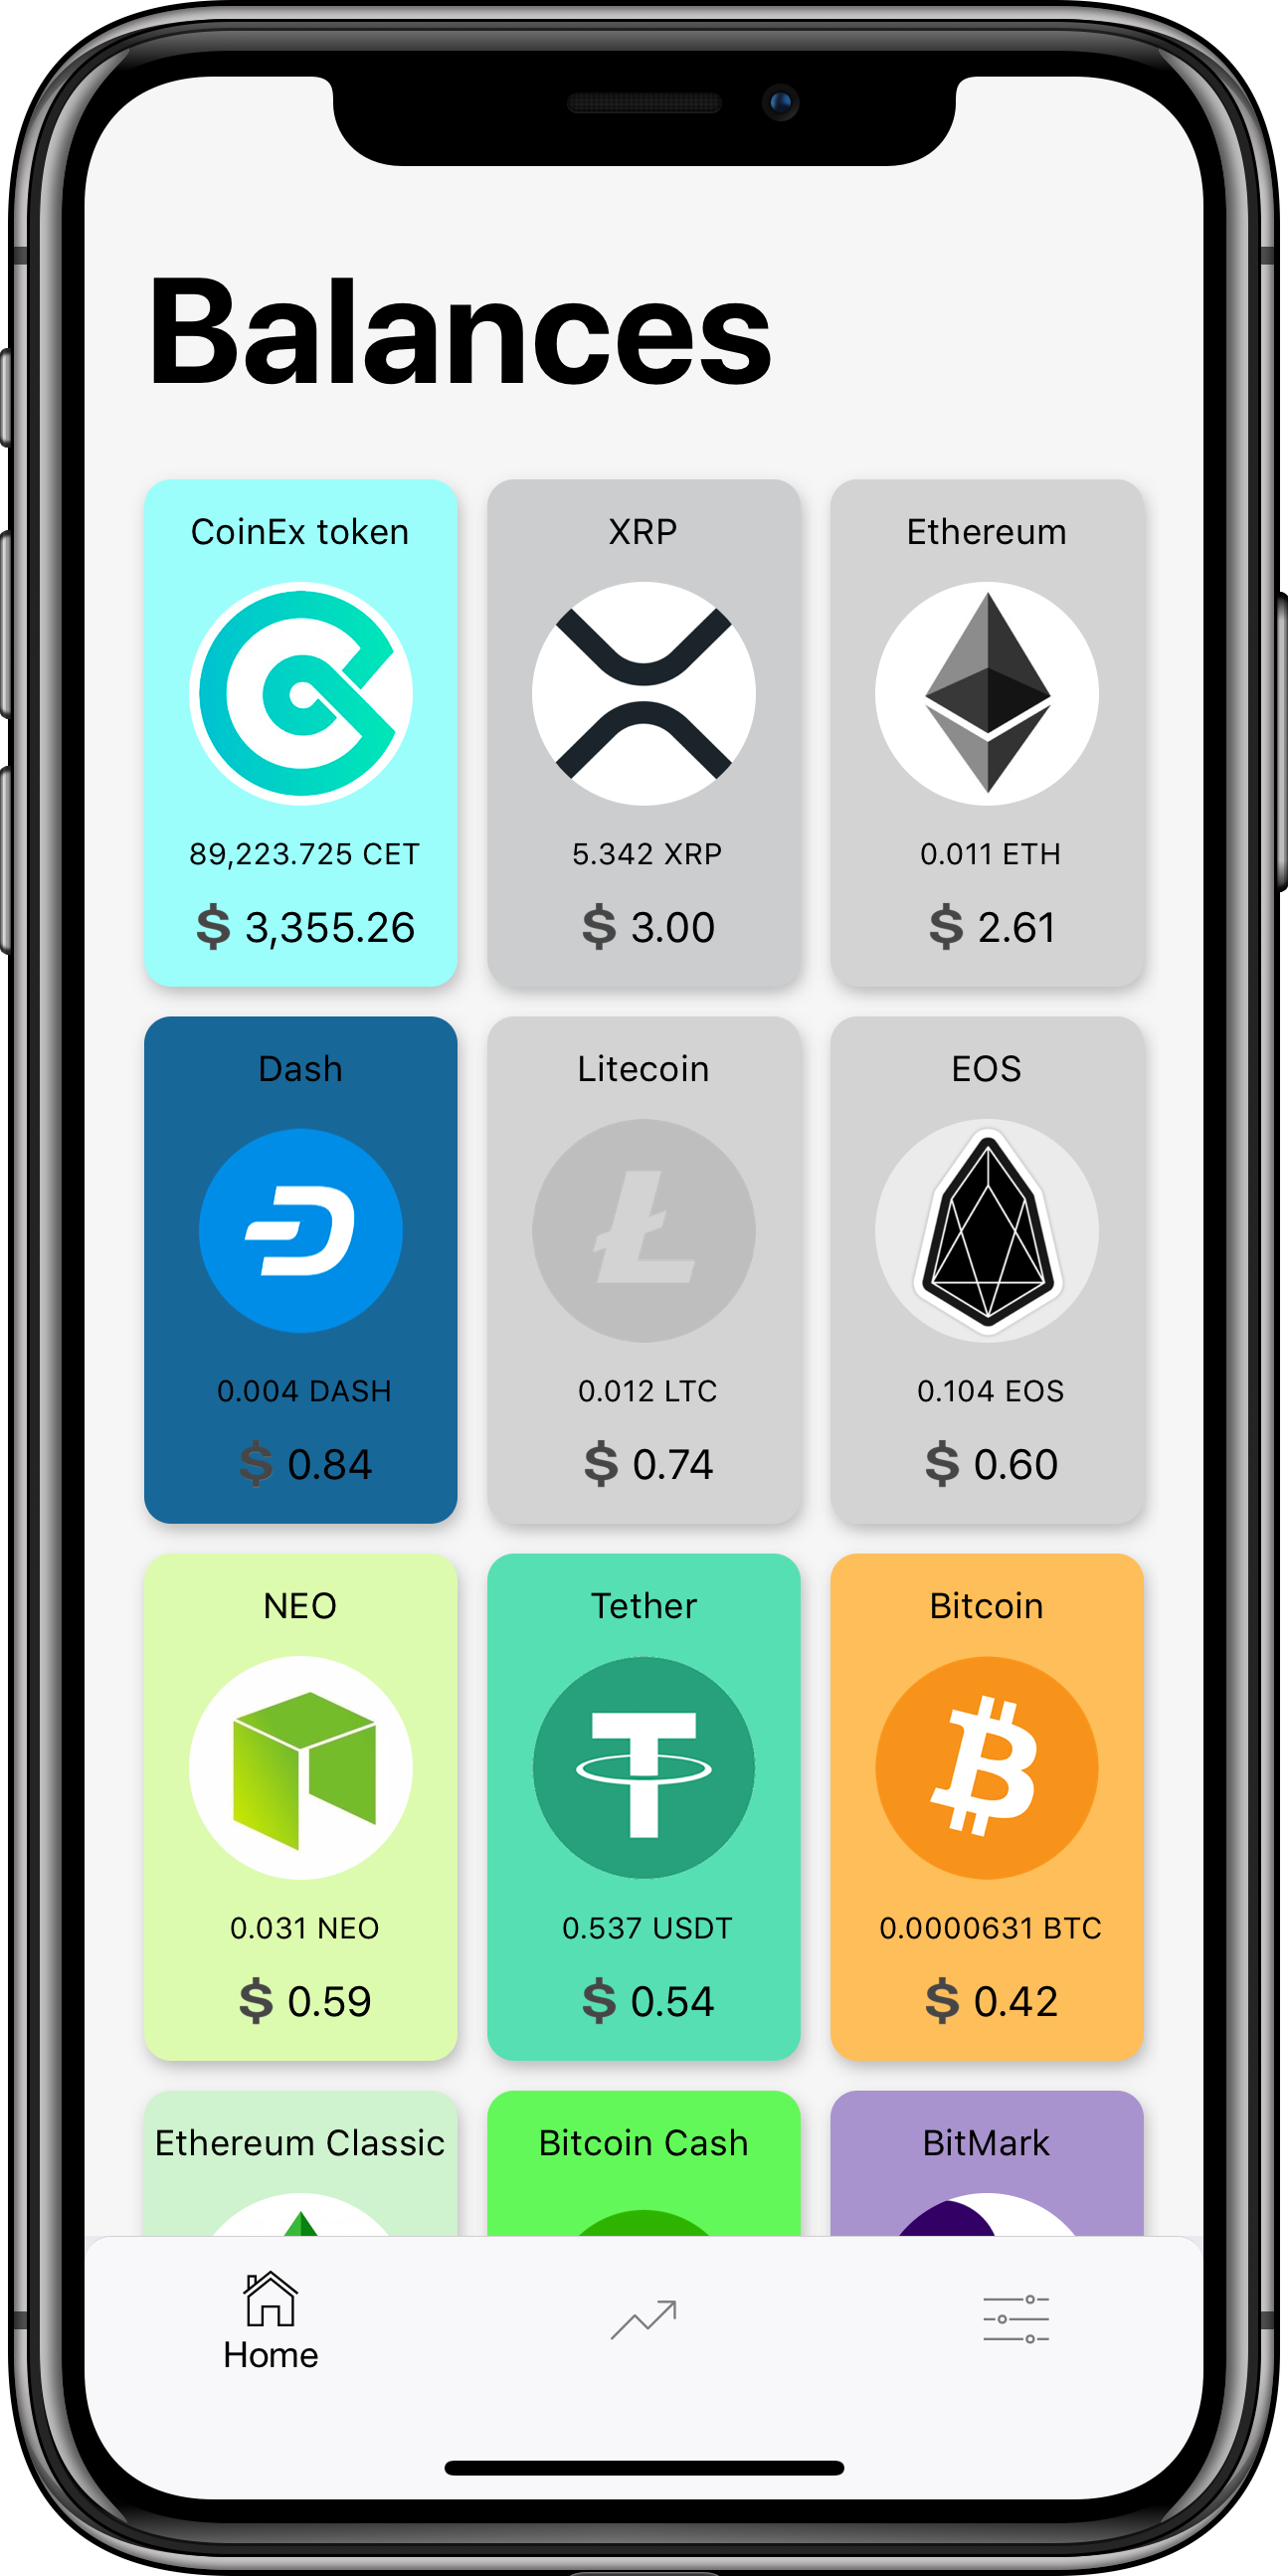 Balances
CoinEx token
XRP
Ethereum
89,223.725 CET
5.342 XRP
0.011 ETH
$ 3,355.26
$ 3.00
$ 2.61
Dash
Litecoin
EOS
0.004 DASH
0.012 LTC
0.104 EOS
$ 0.84
$ 0.74
$ 0.60
NEO
Tether
Bitcoin
0.031 NEO
0.537 USDT
0.0000631 BTC
$ 0.59
$ 0.54
$ 0.42
Ethereum Classic
Bitcoin Cash
BitMark
Home